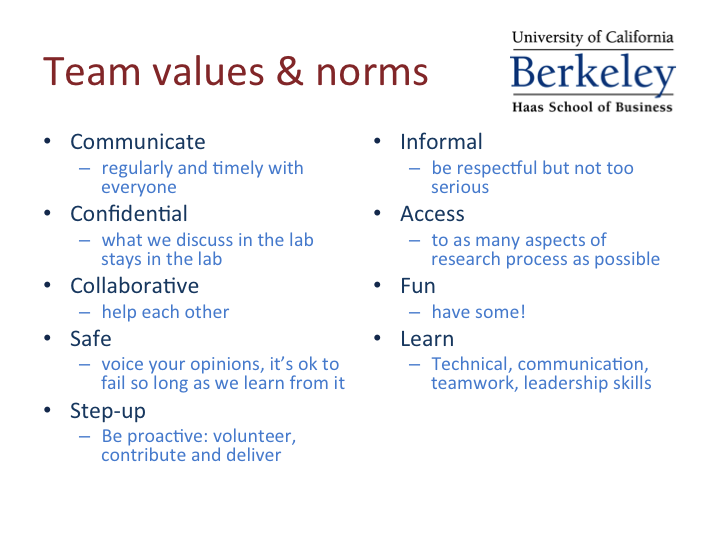 Team values & norms
University of California
Berkeley
Haas School of Business
• Communicate
– regularly and timely with
everyone
• Confidential
– what we discuss in the lab
stays in the lab
• Collaborative
– help each other
• Safe
– voice your opinions, it's ok to
fail so long as we learn from it
• Step-up
– Be proactive: volunteer,
contribute and deliver
• Informal
– be respectful but not too
serious
• Access
– to as many aspects of
research process as possible
• Fun
– have some!
• Learn
– Technical, communication,
teamwork, leadership skills